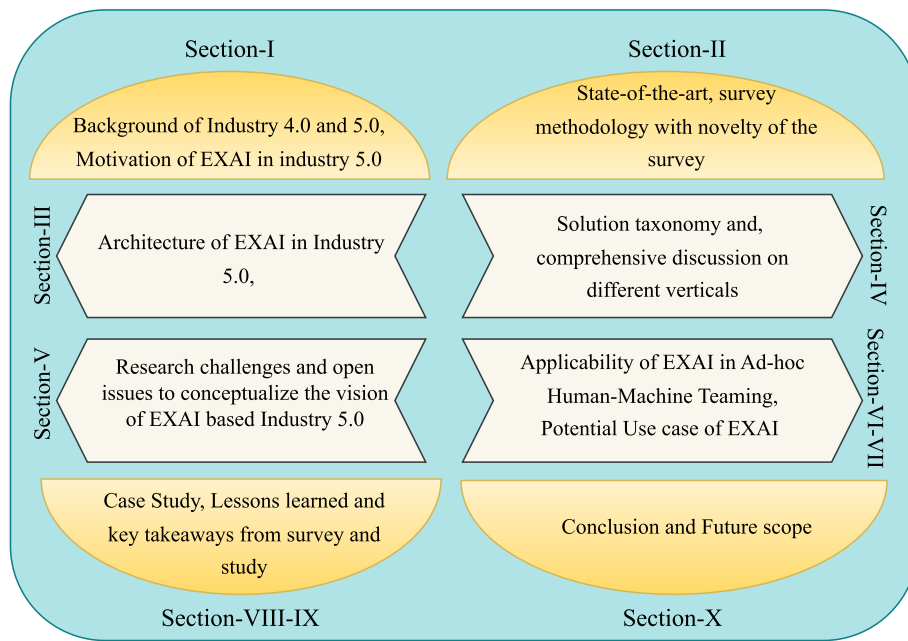 Section-I
Background of Industry 4.0 and 5.0,
Motivation of EXAI in industry 5.0
Section-II
State-of-the-art, survey
methodology with novelty of the
survey
Section-III
Architecture of EXAI in Industry
5.0,
Solution taxonomy and,
comprehensive discussion on
different verticals
Section-IV
Section-V
Research challenges and open
issues to conceptualize the vision
of EXAI based Industry 5.0
Applicability of EXAI in Ad-hoc
Human-Machine Teaming,
Potential Use case of EXAI
Section-VI-VII
Case Study, Lessons learned and
key takeaways from survey and
study
Section-VIII-IX
Conclusion and Future scope
Section-X